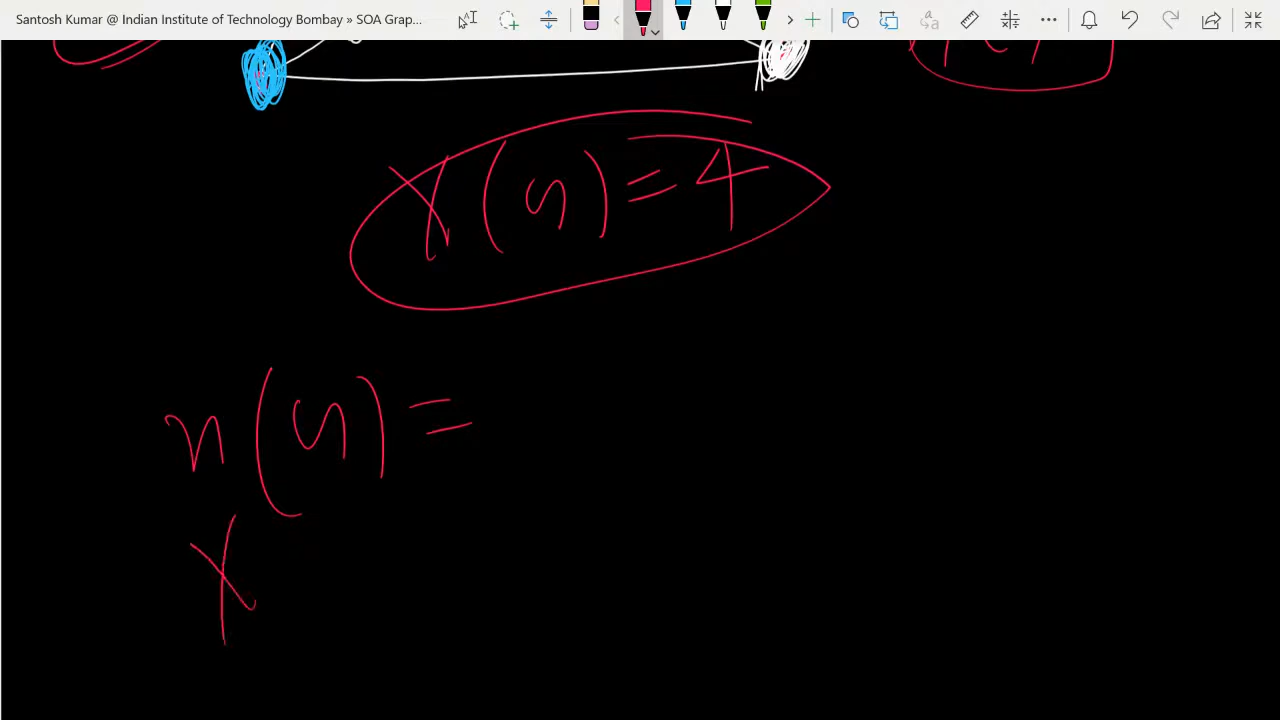 Santosh Kumar @ Indian Institute of Technology Bombay » SOA Grap...
χ(G) = 4
n(G) =
χ